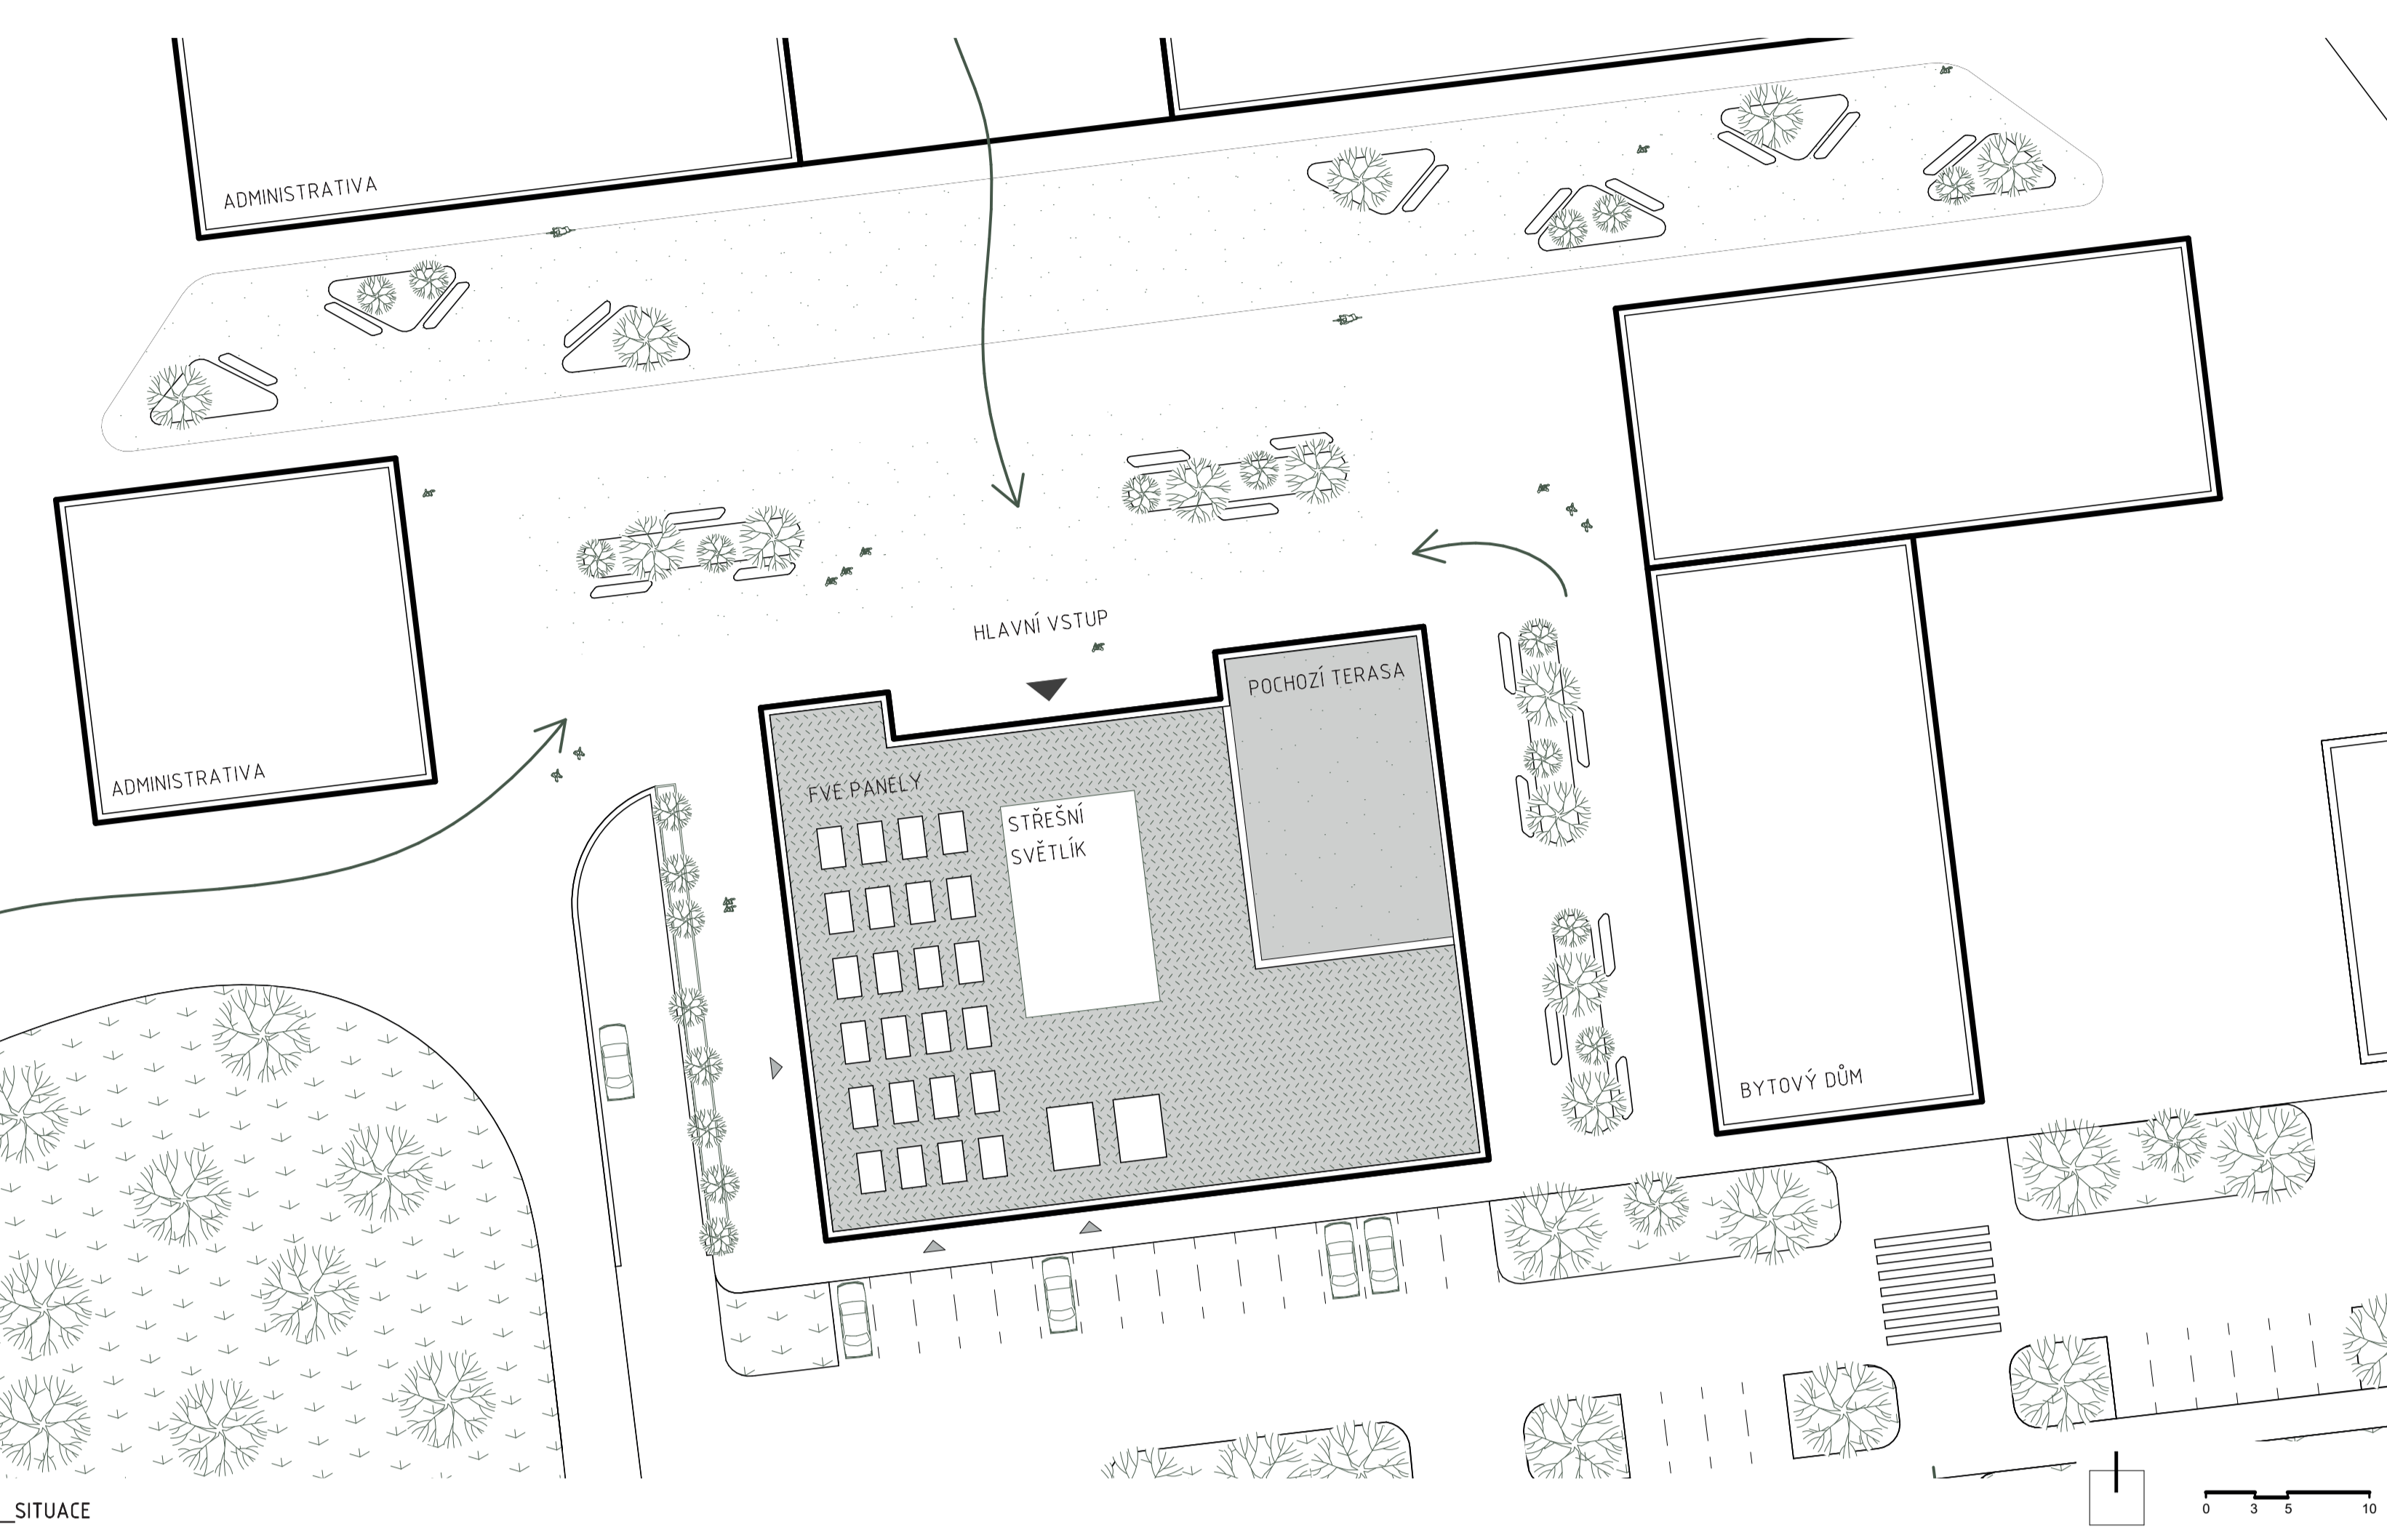 ADMINISTRATIVA
HLAVNÍ VSTUP
POCHOZÍ TERASA
ADMINISTRATIVA
FVE PANELY
STŘEŠNÍ
SVĚTLÍK
BYTOVÝ DŮM
_SITUACE
0 3 5 10